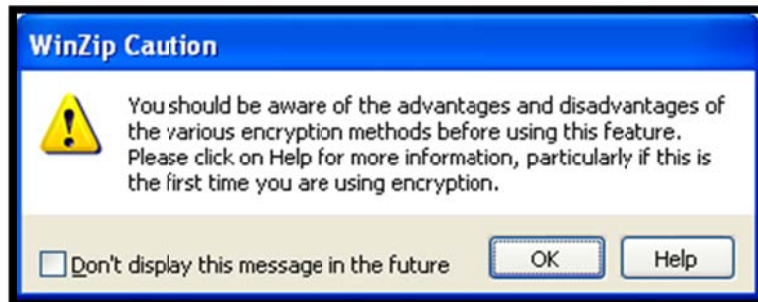 WinZip Caution
You should be aware of the advantages and disadvantages of
the various encryption methods before using this feature.
Please click on Help for more information, particularly if this is
the first time you are using encryption.
Don't display this message in the future
OK
Help